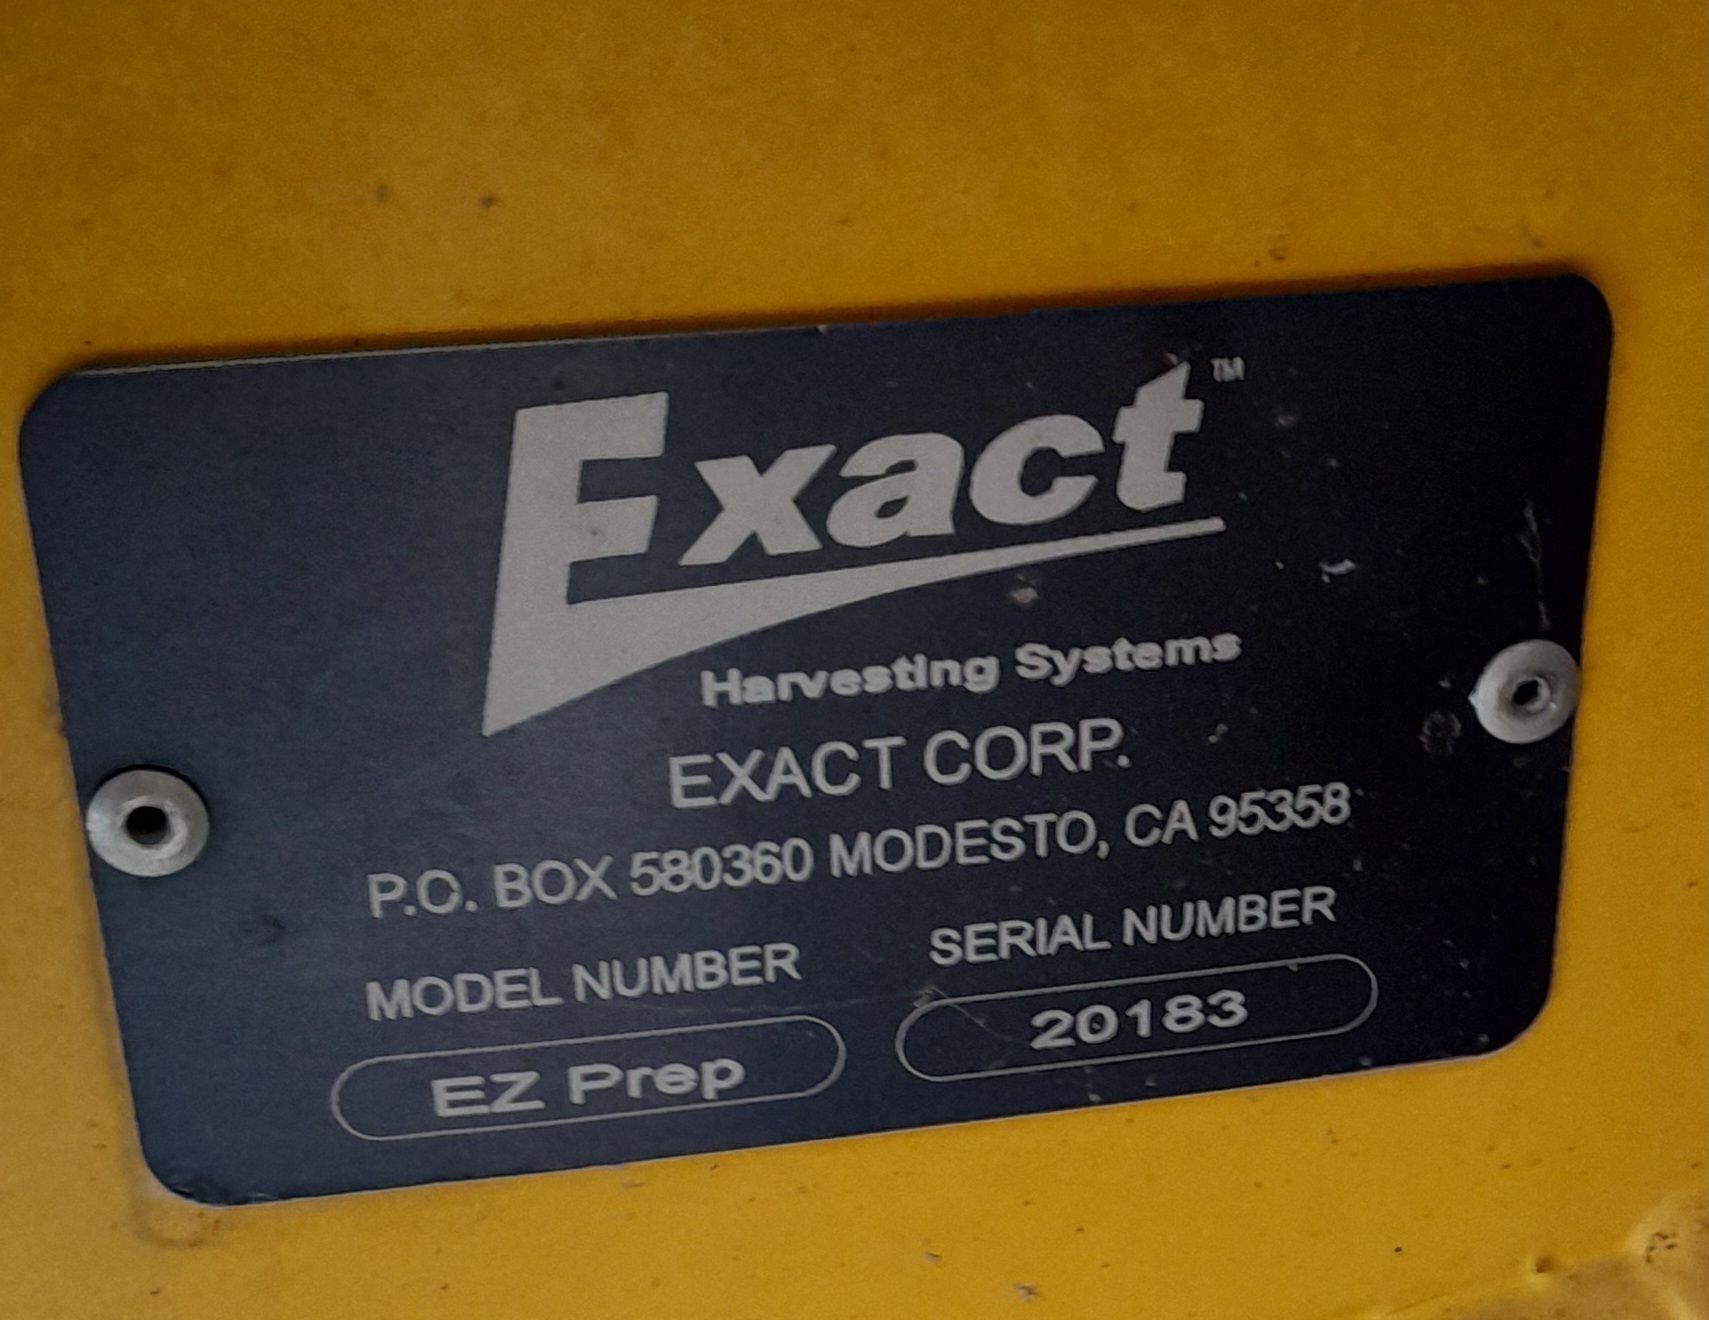 Exact™
Harvesting Systems
EXACT CORP.
P.O. BOX 580360 MODESTO, CA 95358
MODEL NUMBER SERIAL NUMBER
EZ Prep 20183